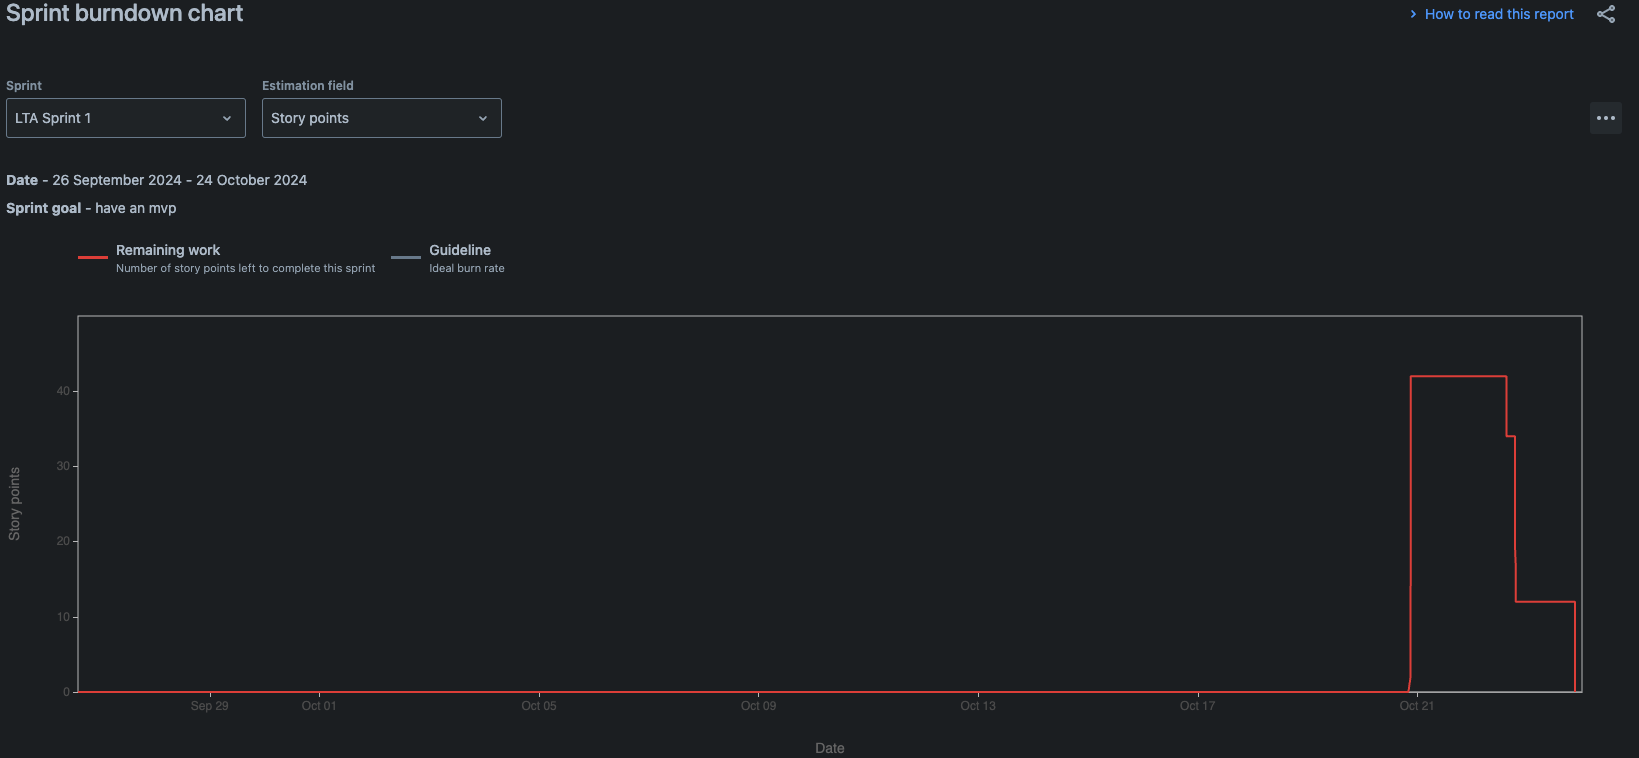 Sprint burndown chart
How to read this report
Sprint
Estimation field
LTA Sprint 1
Story points
Date - 26 September 2024 - 24 October 2024
Sprint goal - have an mvp
Remaining work
Number of story points left to complete this sprint
Guideline
Ideal burn rate
Story points
40
30
20
10
0
Sep 29
Oct 01
Oct 05
Oct 09
Oct 13
Oct 17
Oct 21
Date